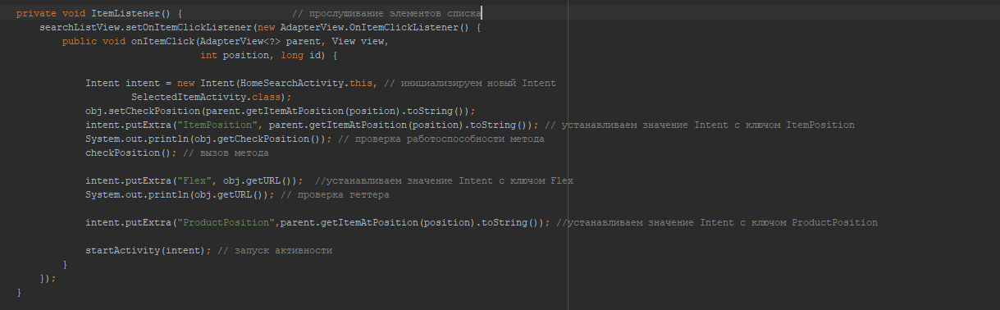 private void ItemListener() { // прослушивание элементов списка
searchListView.setOnItemClickListener(new AdapterView.OnItemClickListener() {
public void onItemClick(AdapterView<?> parent, View view,
int position, long id) {
Intent intent = new Intent(HomeSearchActivity.this, // инициализируем новый Intent
SelectedItemActivity.class);
obj.setCheckPosition(parent.getItemAtPosition(position).toString());
intent.putExtra("ItemPosition", parent.getItemAtPosition(position).toString()); // устанавливаем значение Intent с ключом ItemPosition
System.out.println(obj.getCheckPosition()); // проверка работоспособности метода
checkPosition(); // вызов метода
intent.putExtra("Flex", obj.getURL()); //устанавливаем значение Intent с ключом Flex
System.out.println(obj.getURL()); // проверка геттера
intent.putExtra("ProductPosition",parent.getItemAtPosition(position).toString()); //устанавливаем значение Intent с ключом ProductPosition
startActivity(intent); // запуск активности
}
});
}